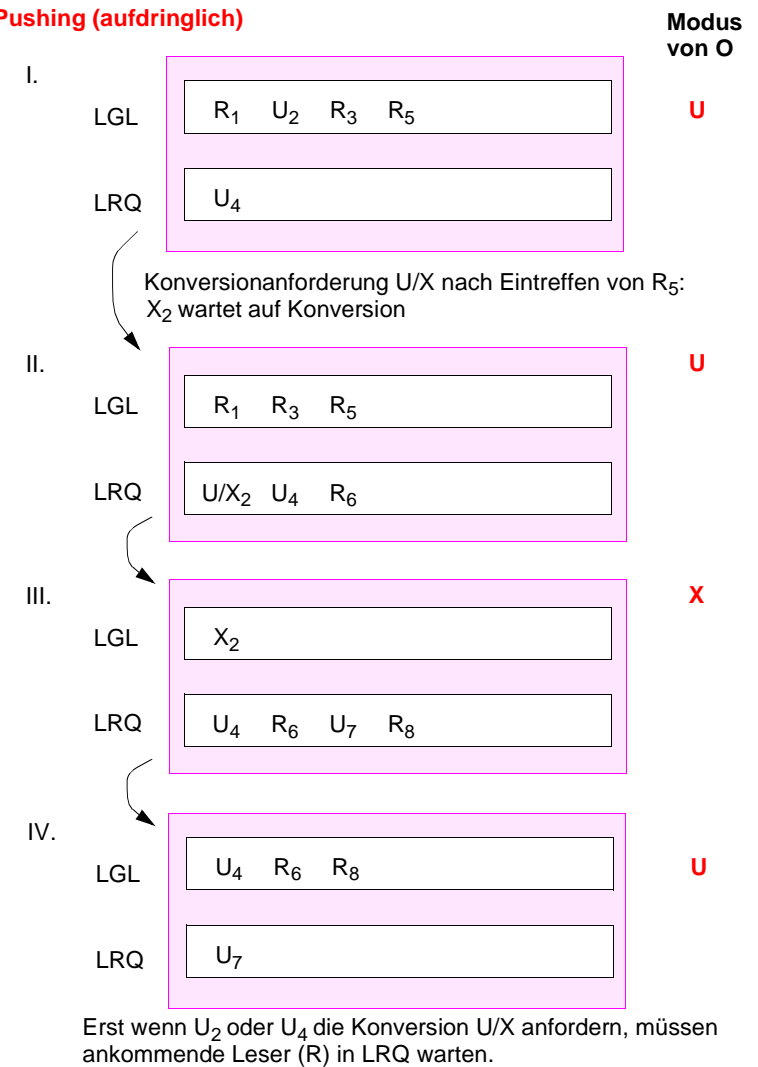 Pushing (aufdringlich)
Modus
von O
I.
LGL R1 U2 R3 R5 U
LRQ U4
Konversionanforderung U/X nach Eintreffen von R5:
X2 wartet auf Konversion
II. U
LGL R1 R3 R5
LRQ U/X2 U4 R6
III. X
LGL X2
LRQ U4 R6 U7 R8
IV.
LGL U4 R6 R8 U
LRQ U7
Erst wenn U2 oder U4 die Konversion U/X anfordern, müssen
ankommende Leser (R) in LRQ warten.